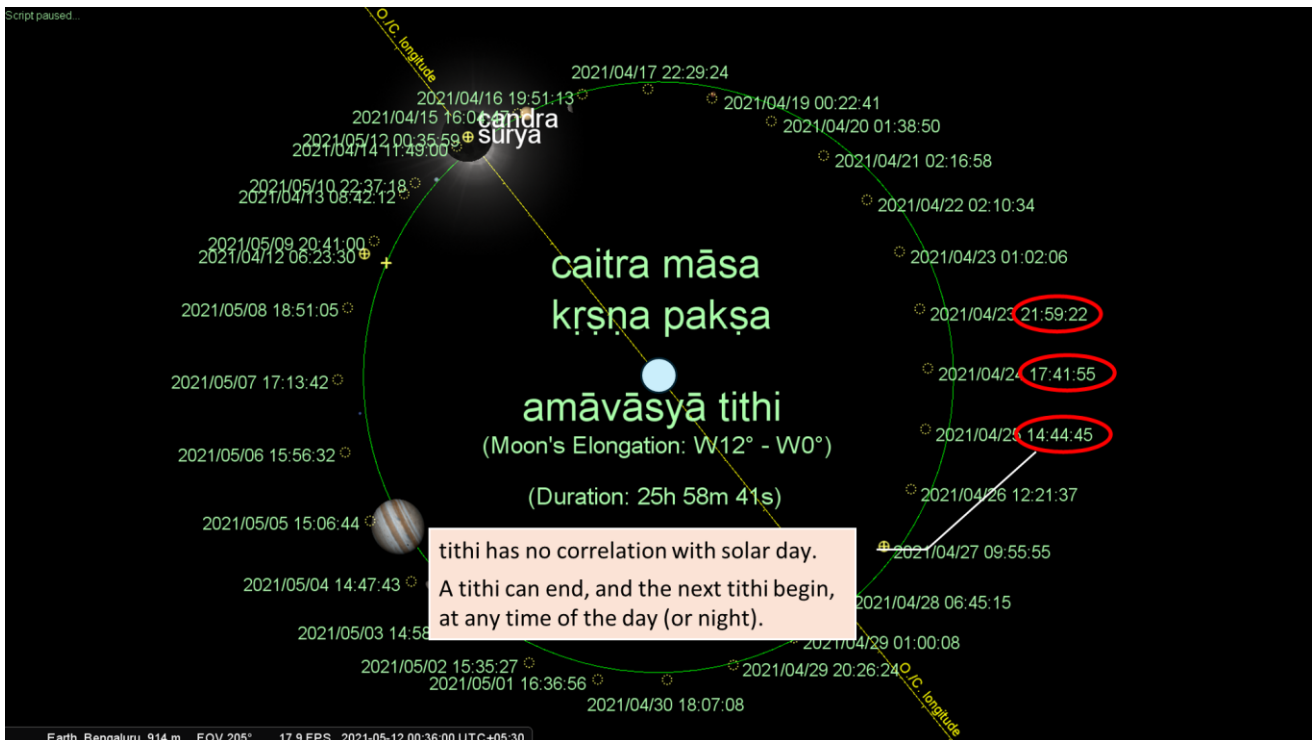 Script paused...
O./C. longitude
2021/04/17 22:29:24
2021/04/16 19:51:13
2021/04/19 00:22:41
2021/04/15
candra
2021/04/20 01:38:50
sūrya
2021/05/12 00:35:59
2021/04/14 11:49:00
2021/04/21 02:16:58
2021/05/10 22:37:18
2021/04/13 08:42:12
2021/04/22 02:10:34
2021/05/09 20:41:00
2021/04/12 06:23:30
2021/04/23 01:02:06
caitra māsa
kṛṣṇa pakṣa
2021/05/08 18:51:05
2021/04/23 21:59:22
2021/05/07 17:13:42
2021/04/24 17:41:55
amāvāsyā tithi
(Moon's Elongation: W12° - W0°)
2021/04/25 14:44:45
2021/05/06 15:56:32
(Duration: 25h 58m 41s)
2021/04/26 12:21:37
2021/05/05 15:06:44
tithi has no correlation with solar day.
A tithi can end, and the next tithi begin,
at any time of the day (or night).
2021/04/27 09:55:55
2021/05/04 14:47:43
2021/04/28 06:45:15
2021/05/03 14:58
2021/04/29 01:00:08
2021/05/02 15:35:27
2021/04/29 20:26:24
2021/05/01 16:36:56
2021/04/30 18:07:08
O./C. longitude
Earth, Bengaluru, 914 m FOV 205° 17.9 FPS 2021-05-12 00:36:00 UTC+05:30